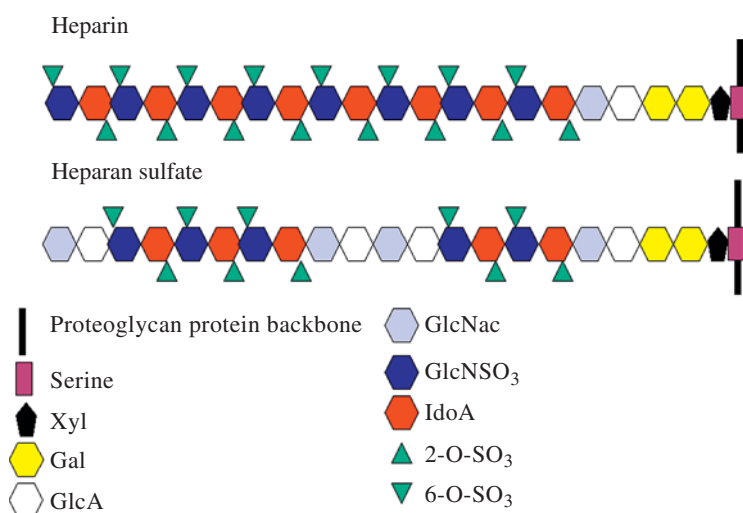 Heparin
Heparan sulfate
Proteoglycan protein backbone
Serine
Xyl
Gal
GlcA
GlcNac
GlcNSO₃
IdoA
2-O-SO₃
6-O-SO₃